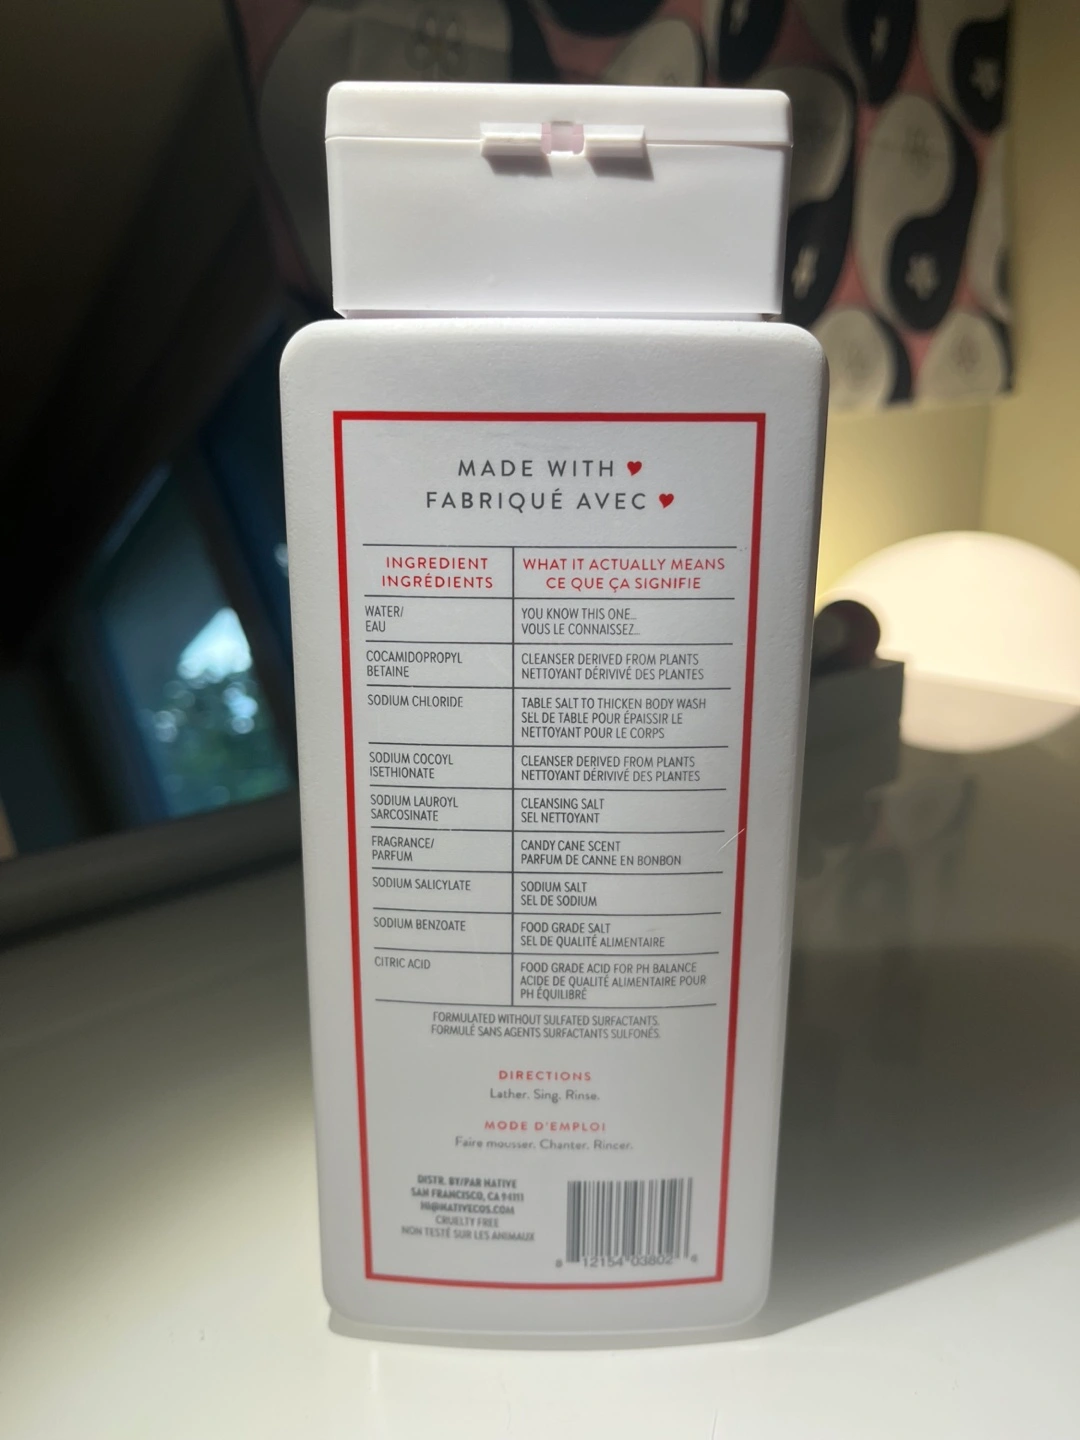 MADE WITH ♥
FABRIQUÉ AVEC ♥
INGREDIENT
INGRÉDIENTS
WHAT IT ACTUALLY MEANS
CE QUE ÇA SIGNIFIE
WATER/
EAU
YOU KNOW THIS ONE...
VOUS LE CONNAISSEZ...
COCAMIDOPROPYL
BETAINE
CLEANSER DERIVED FROM PLANTS
NETTOYANT DÉRIVIVÉ DES PLANTES
SODIUM CHLORIDE
TABLE SALT TO THICKEN BODY WASH
SEL DE TABLE POUR ÉPAISSIR LE
NETTOYANT POUR LE CORPS
SODIUM COCOYL
ISETHIONATE
CLEANSER DERIVED FROM PLANTS
NETTOYANT DÉRIVIVÉ DES PLANTES
SODIUM LAUROYL
SARCOSINATE
CLEANSING SALT
SEL NETTOYANT
FRAGRANCE/
PARFUM
CANDY CANE SCENT
PARFUM DE CANNE EN BONBON
SODIUM SALICYLATE
SODIUM SALT
SEL DE SODIUM
SODIUM BENZOATE
FOOD GRADE SALT
SEL DE QUALITÉ ALIMENTAIRE
CITRIC ACID
FOOD GRADE ACID FOR PH BALANCE
ACIDE DE QUALITÉ ALIMENTAIRE POUR
PH ÉQUILIBRÉ
FORMULATED WITHOUT SULFATED SURFACTANTS.
FORMULÉ SANS AGENTS SURFACTANTS SULFONÉS.
DIRECTIONS
Lather. Sing. Rinse.
MODE D'EMPLOI
Faire mousser. Chanter. Rincer.
DISTR. BY/PAR NATIVE
SAN FRANCISCO, CA 94111
HI@NATIVECOS.COM
CRUELTY FREE
NON TESTÉ SUR LES ANIMAUX
8 12154 03802 6